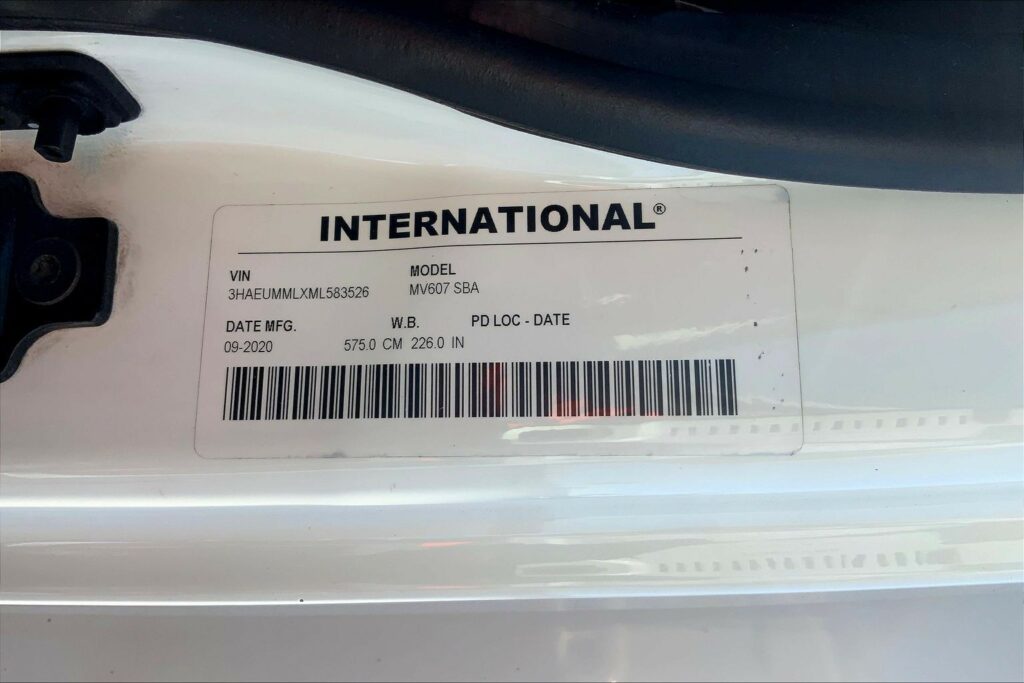 INTERNATIONAL®
VIN MODEL
3HAEUMMLXML583526 MV607 SBA
DATE MFG. W.B. PD LOC - DATE
09-2020 575.0 CM 226.0 IN